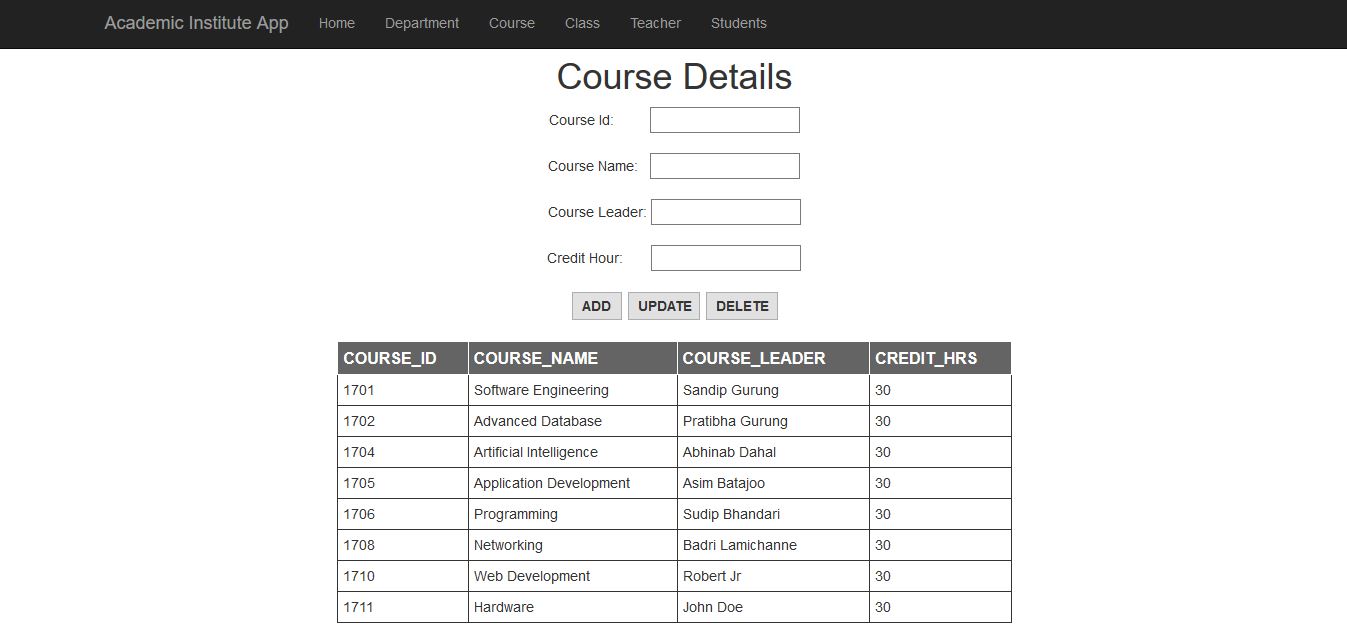 Academic Institute App Home Department Course Class Teacher Students
Course Details
Course Id:
Course Name:
Course Leader:
Credit Hour:
ADD UPDATE DELETE
COURSE_ID COURSE_NAME COURSE_LEADER CREDIT_HRS
1701 Software Engineering Sandip Gurung 30
1702 Advanced Database Pratibha Gurung 30
1704 Artificial Intelligence Abhinab Dahal 30
1705 Application Development Asim Batajoo 30
1706 Programming Sudip Bhandari 30
1708 Networking Badri Lamichanne 30
1710 Web Development Robert Jr 30
1711 Hardware John Doe 30